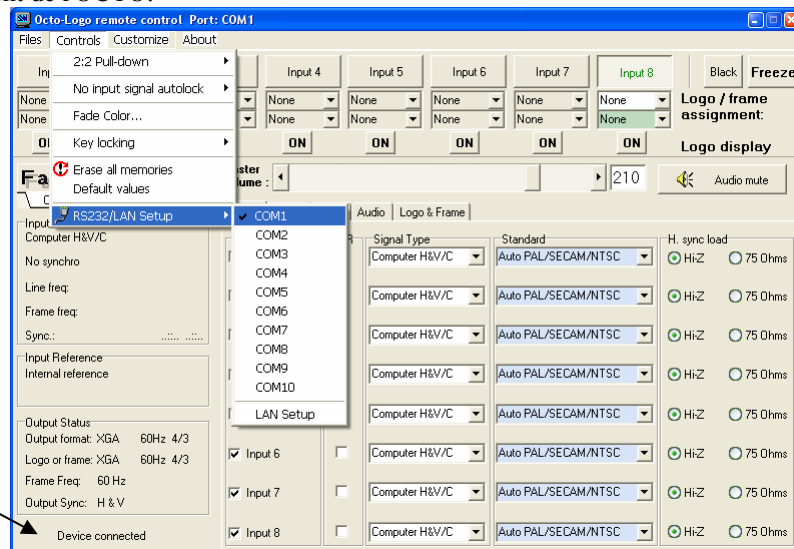 Octo-Logo remote control Port: COM1
Files Controls Customize About
2:2 Pull-down
No input signal autolock
Fade Color...
Key locking
Erase all memories
Default values
RS232/LAN Setup
COM1
COM2
COM3
COM4
COM5
COM6
COM7
COM8
COM9
COM10
LAN Setup
Input 4 Input 5 Input 6 Input 7 Input 8 Black Freeze
None None None None None None Logo / frame
None None None None None None assignment:
ON ON ON ON ON Logo display
: 210 Audio mute
Audio Logo & Frame
Input
Computer H&V/C
No synchro
Line freq:
Frame freq:
Sync.: ..::... ..::...
Input Reference
Internal reference
Output Status
Output format: XGA 60Hz 4/3
Logo or frame: XGA 60Hz 4/3
Frame Freq: 60 Hz
Output Sync: H & V
Device connected
Signal Type Standard H. sync load
Computer H&V/C Auto PAL/SECAM/NTSC Hi-Z 75 Ohms
Computer H&V/C Auto PAL/SECAM/NTSC Hi-Z 75 Ohms
Computer H&V/C Auto PAL/SECAM/NTSC Hi-Z 75 Ohms
Computer H&V/C Auto PAL/SECAM/NTSC Hi-Z 75 Ohms
Computer H&V/C Auto PAL/SECAM/NTSC Hi-Z 75 Ohms
Input 6 Computer H&V/C Auto PAL/SECAM/NTSC Hi-Z 75 Ohms
Input 7 Computer H&V/C Auto PAL/SECAM/NTSC Hi-Z 75 Ohms
Input 8 Computer H&V/C Auto PAL/SECAM/NTSC Hi-Z 75 Ohms